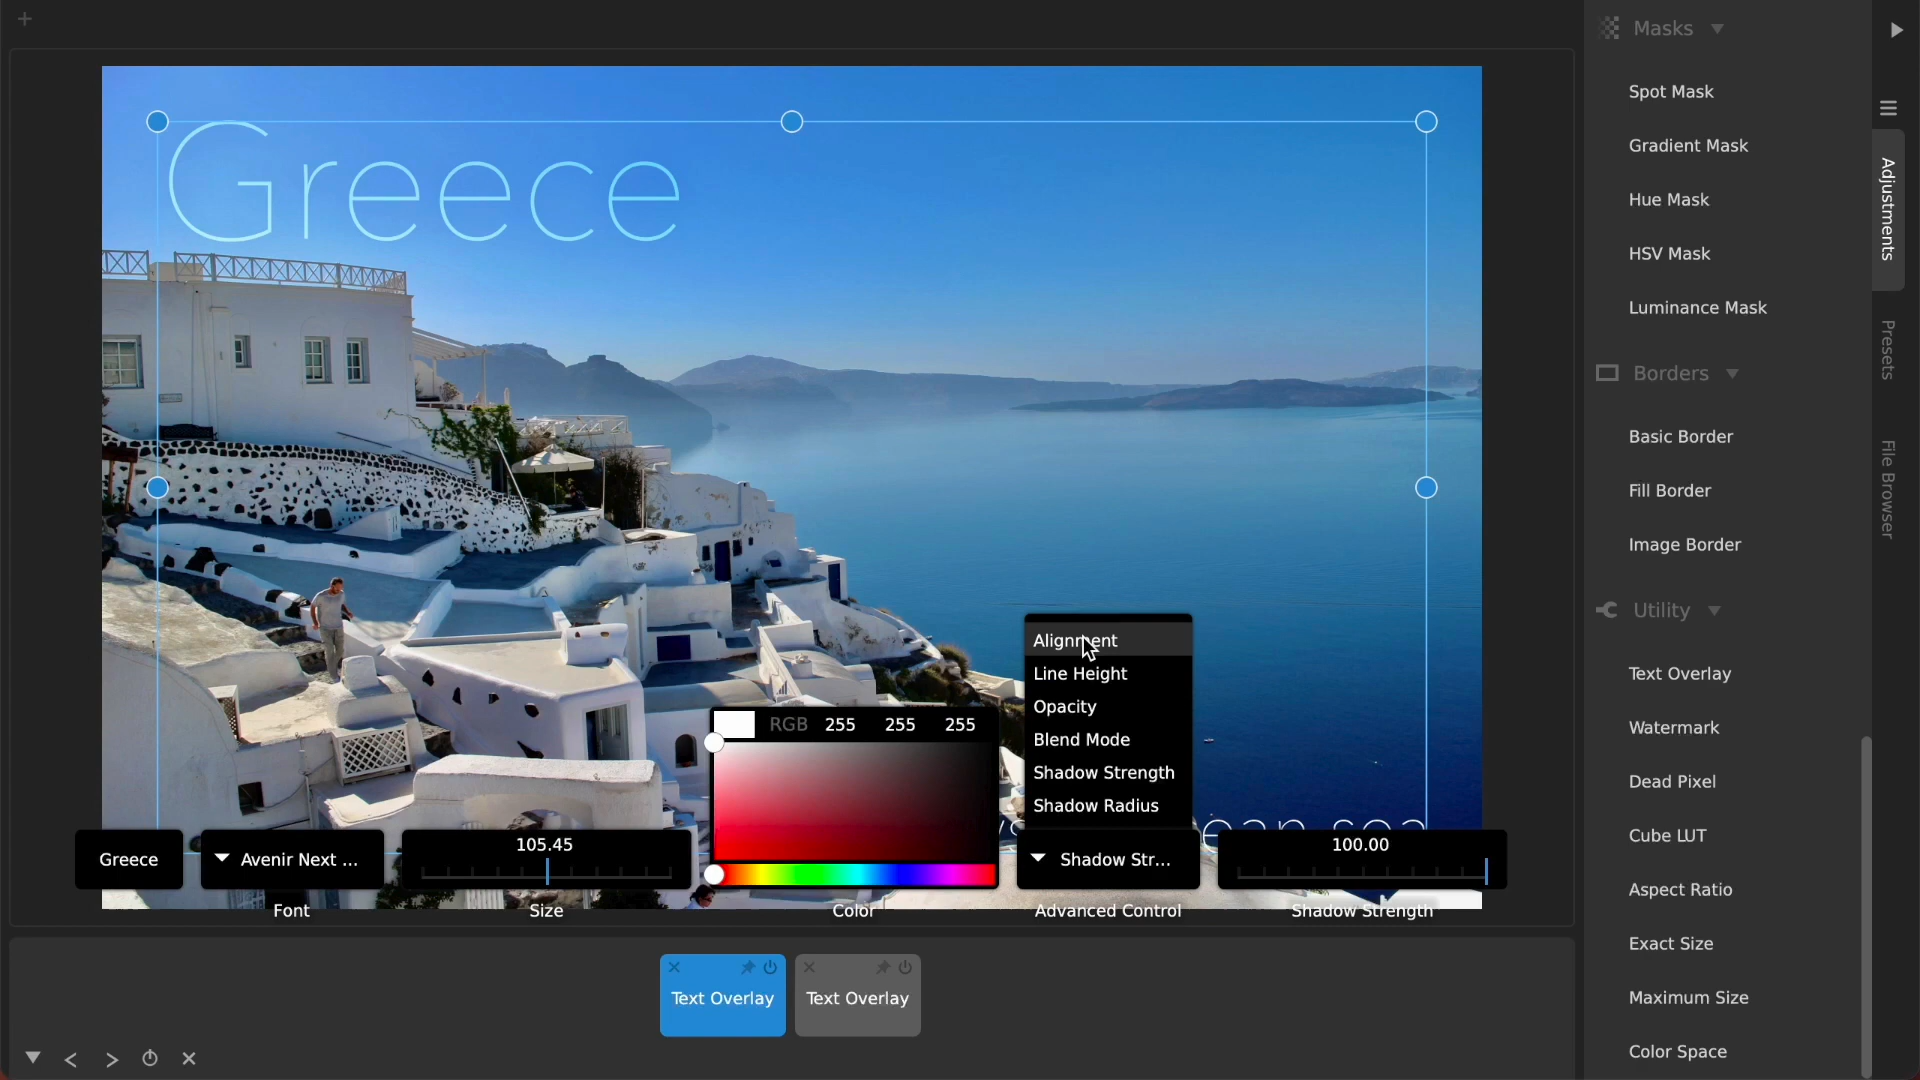 Greece
Alignment
Line Height
Opacity
Blend Mode
Shadow Strength
Shadow Radius
RGB 255 255 255
ean sea
Greece
Avenir Next ...
105.45
Shadow Str...
100.00
Font
Size
Color
Advanced Control
Shadow Strength
Text Overlay
Text Overlay
Masks
Spot Mask
Gradient Mask
Hue Mask
HSV Mask
Luminance Mask
Borders
Basic Border
Fill Border
Image Border
Utility
Text Overlay
Watermark
Dead Pixel
Cube LUT
Aspect Ratio
Exact Size
Maximum Size
Color Space
Adjustments
Presets
File Browser